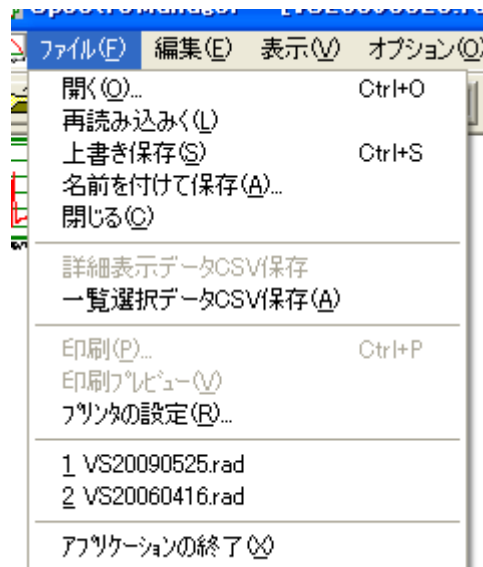 ファイル(F) 編集(E) 表示(V) オプション(O)
開く(O)... Ctrl+O
再読み込みく(L)
上書き保存(S) Ctrl+S
名前を付けて保存(A)...
閉じる(C)
詳細表示データCSV保存
一覧選択データCSV保存(A)
印刷(P)... Ctrl+P
印刷プレビュー(V)
プリンタの設定(R)...
1 VS20090525.rad
2 VS20060416.rad
アプリケーションの終了(X)